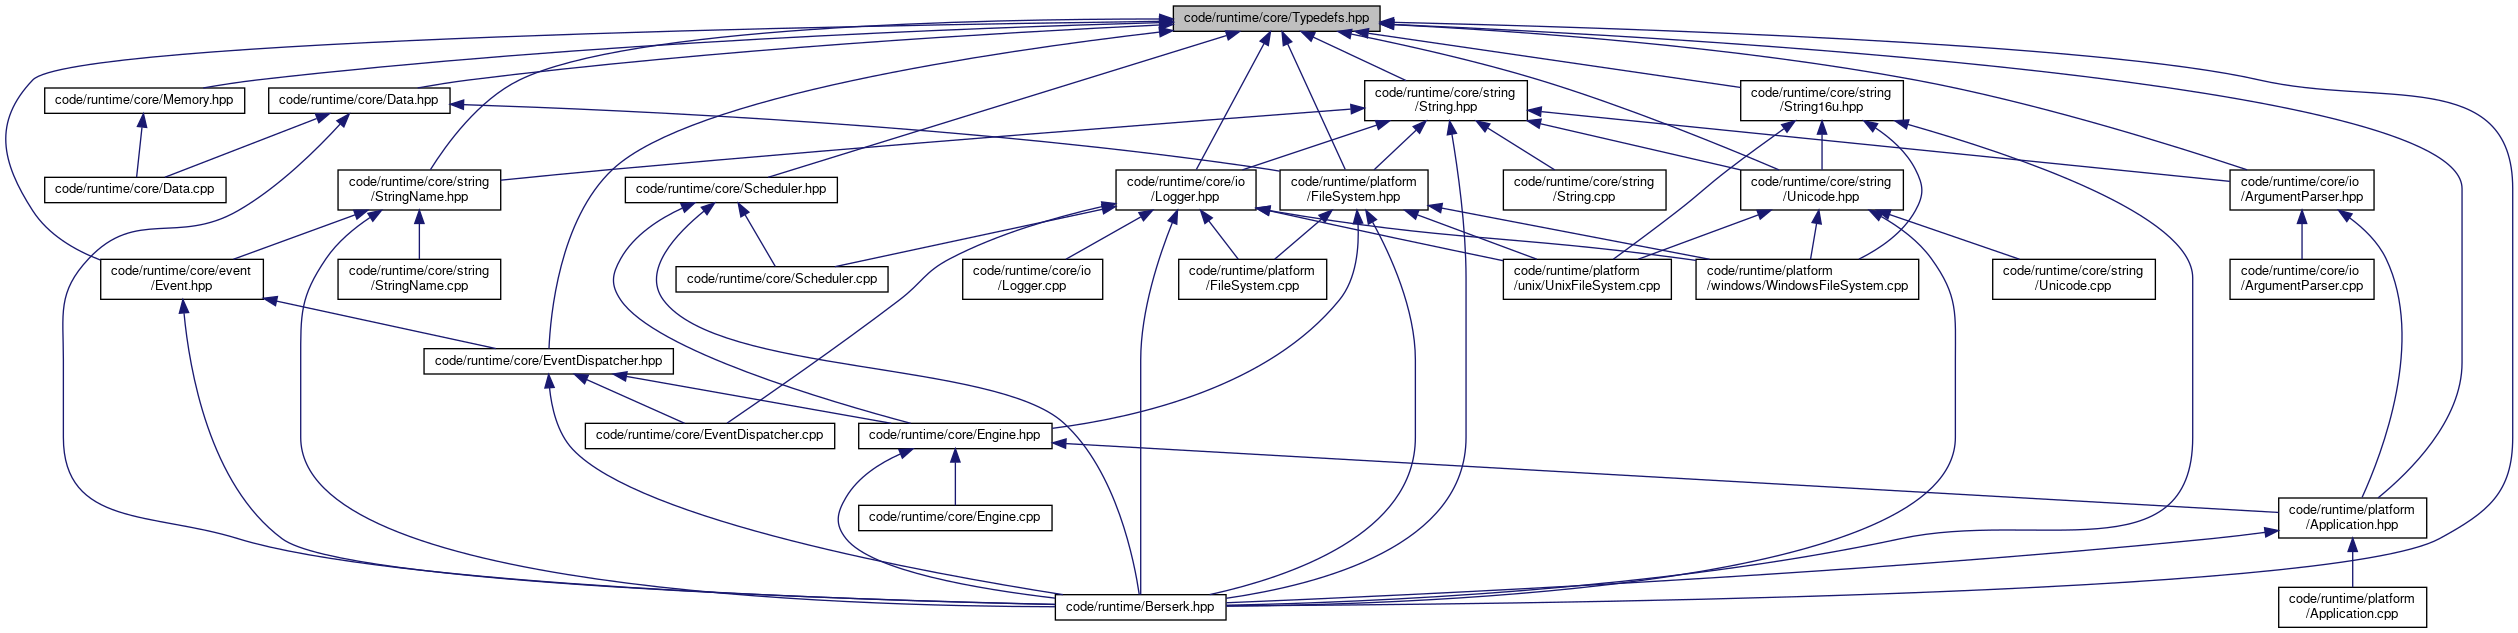 code/runtime/core/Typedefs.hpp
code/runtime/core/Memory.hpp
code/runtime/core/Data.hpp
code/runtime/core/string
/String.hpp
code/runtime/core/string
/String16u.hpp
code/runtime/core/Data.cpp
code/runtime/core/string
/StringName.hpp
code/runtime/core/Scheduler.hpp
code/runtime/core/io
/Logger.hpp
code/runtime/platform
/FileSystem.hpp
code/runtime/core/string
/String.cpp
code/runtime/core/string
/Unicode.hpp
code/runtime/core/io
/ArgumentParser.hpp
code/runtime/core/event
/Event.hpp
code/runtime/core/string
/StringName.cpp
code/runtime/core/Scheduler.cpp
code/runtime/core/io
/Logger.cpp
code/runtime/platform
/FileSystem.cpp
code/runtime/platform
/unix/UnixFileSystem.cpp
code/runtime/platform
/windows/WindowsFileSystem.cpp
code/runtime/core/string
/Unicode.cpp
code/runtime/core/io
/ArgumentParser.cpp
code/runtime/core/EventDispatcher.hpp
code/runtime/core/EventDispatcher.cpp
code/runtime/core/Engine.hpp
code/runtime/core/Engine.cpp
code/runtime/platform
/Application.hpp
code/runtime/Berserk.hpp
code/runtime/platform
/Application.cpp